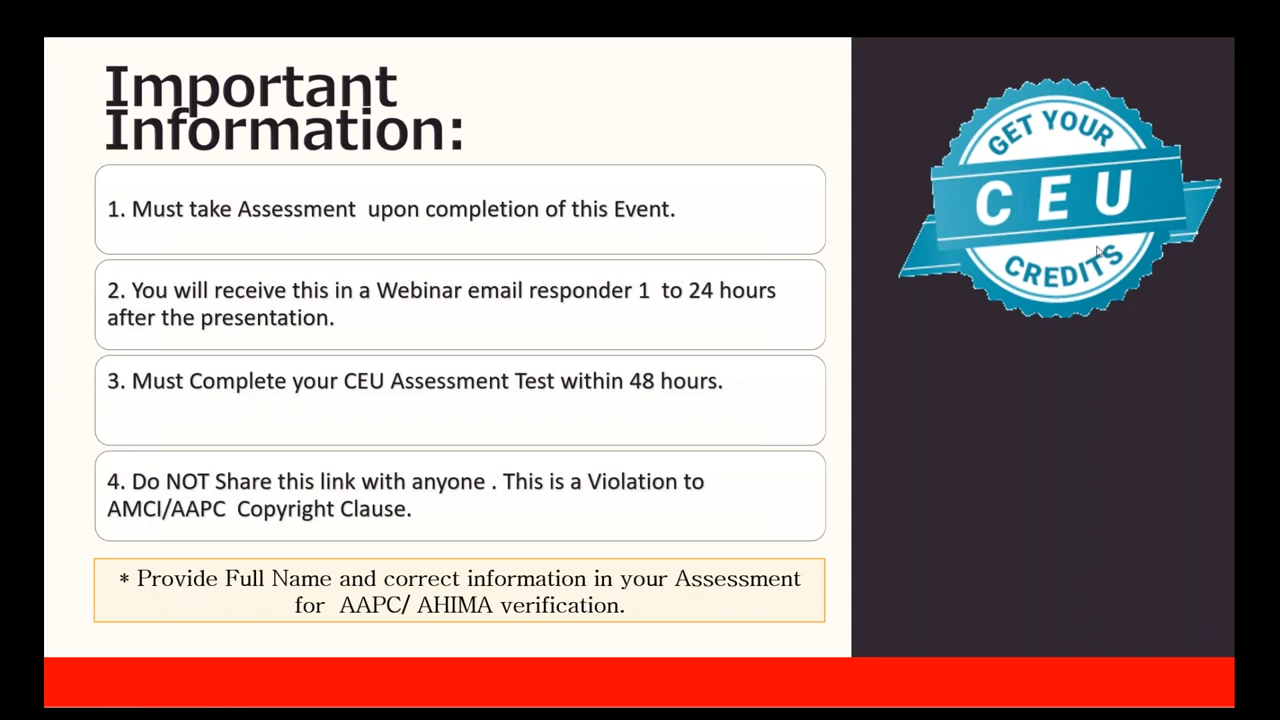 Important
Information:
1. Must take Assessment  upon completion of this Event.
2. You will receive this in a Webinar email responder 1  to 24 hours
after the presentation.
3. Must Complete your CEU Assessment Test within 48 hours.
4. Do NOT Share this link with anyone . This is a Violation to
AMCI/AAPC  Copyright Clause.
* Provide Full Name and correct information in your Assessment
for  AAPC/ AHIMA verification.
GET YOUR
CEU
CREDITS